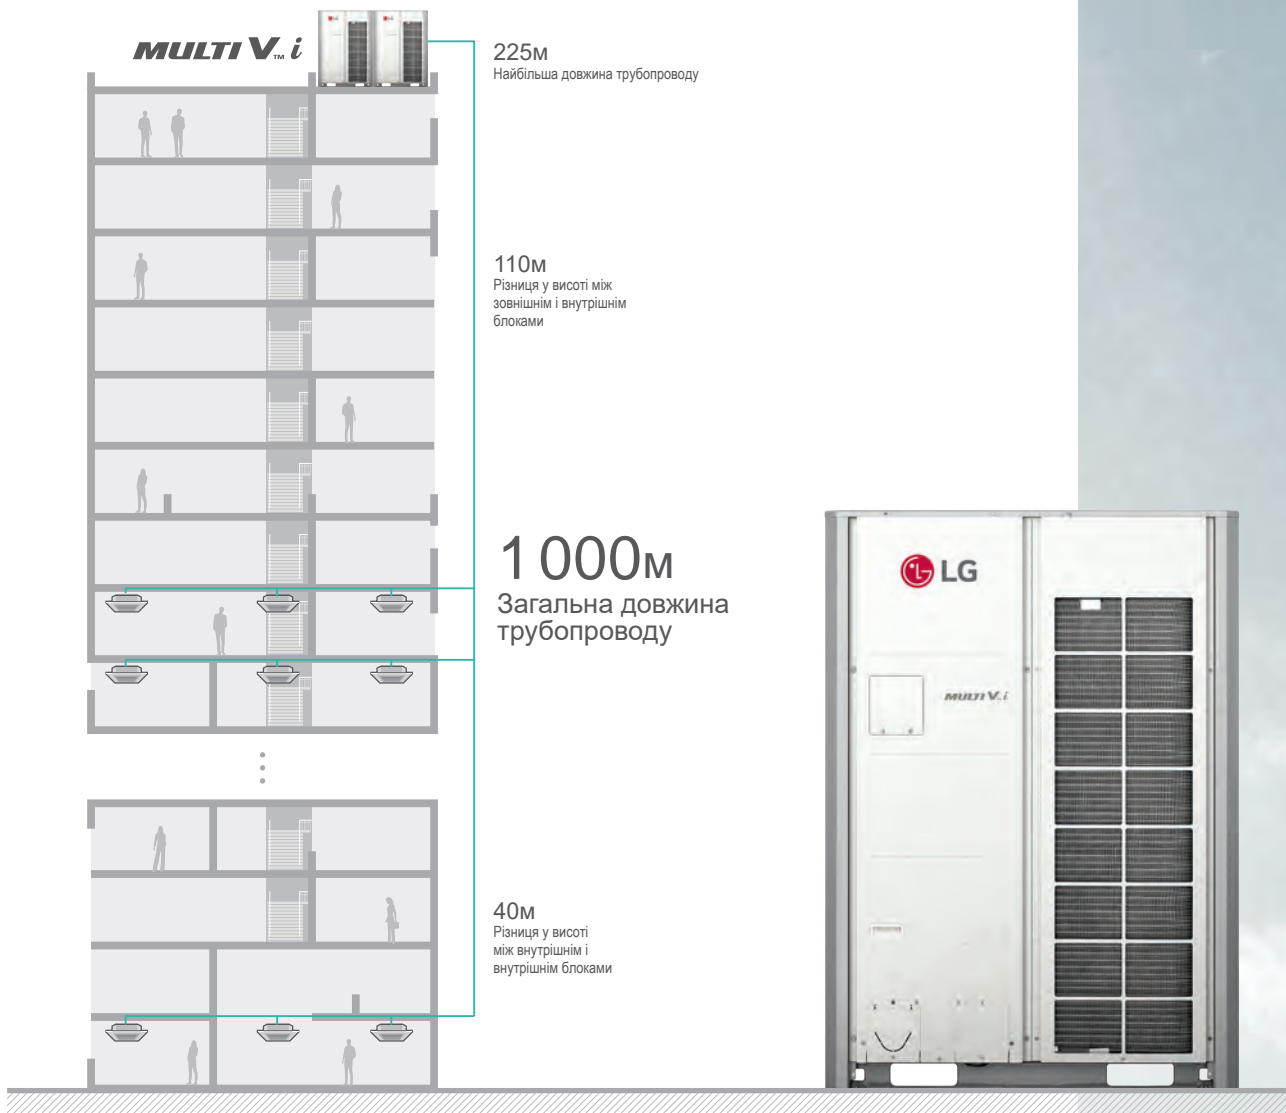 MULTI V™ i
225м
Найбільша довжина трубопроводу
110м
Різниця у висоті між
зовнішнім і внутрішнім
блоками
1 000м
Загальна довжина
трубопроводу
LG
MULTI V i
40м
Різниця у висоті
між внутрішнім і
внутрішнім блоками